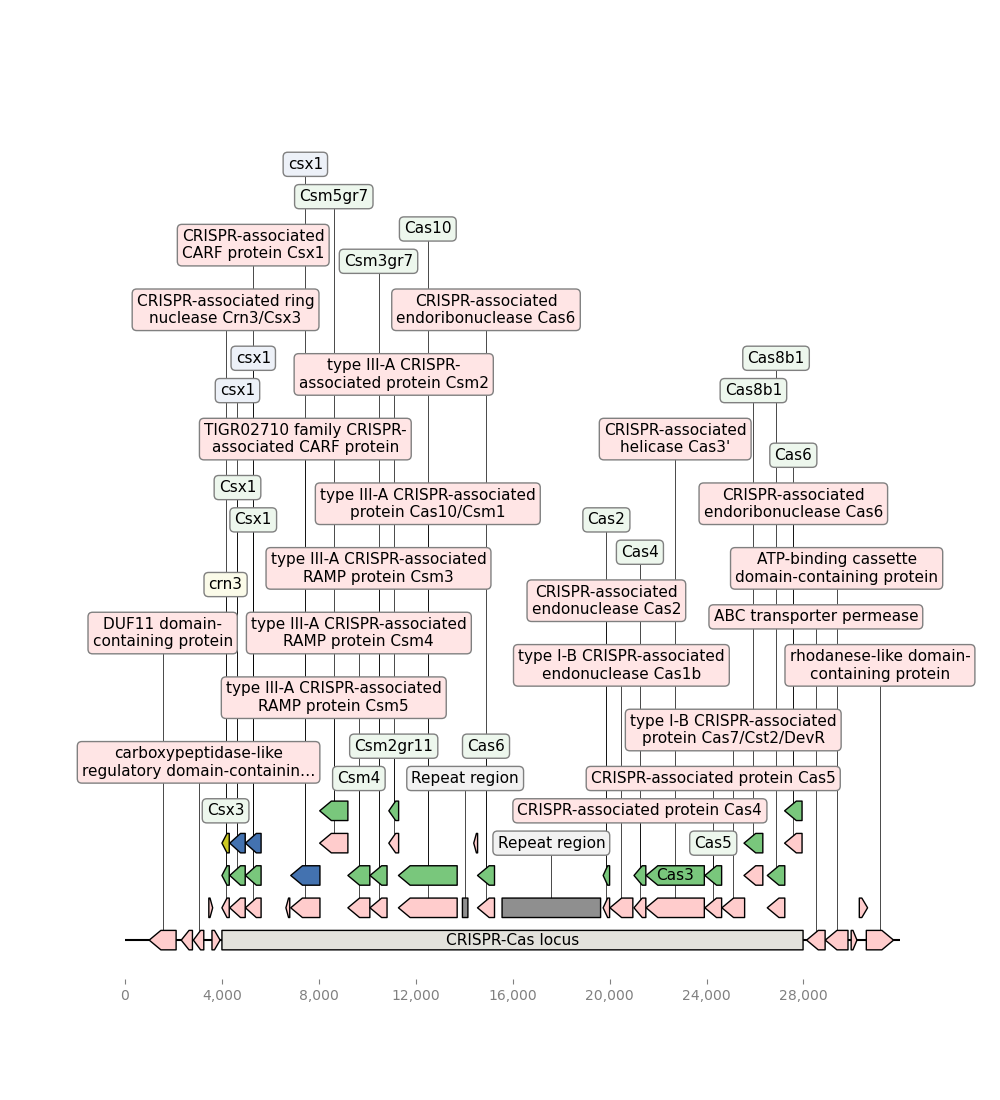 csx1
Csm5gr7
Cas10
CRISPR-associated
CARF protein Csx1
Csm3gr7
CRISPR-associated ring
nuclease Crn3/Csx3
CRISPR-associated
endoribonuclease Cas6
csx1
Cas8b1
type III-A CRISPR-
associated protein Csm2
csx1
Cas8b1
TIGR02710 family CRISPR-
associated CARF protein
CRISPR-associated
helicase Cas3'
Cas6
Csx1
type III-A CRISPR-associated
protein Cas10/Csm1
CRISPR-associated
endoribonuclease Cas6
Csx1
Cas2
Cas4
type III-A CRISPR-associated
RAMP protein Csm3
ATP-binding cassette
domain-containing protein
crn3
CRISPR-associated
endonuclease Cas2
ABC transporter permease
DUF11 domain-
containing protein
type III-A CRISPR-associated
RAMP protein Csm4
type I-B CRISPR-associated
endonuclease Cas1b
rhodanese-like domain-
containing protein
type III-A CRISPR-associated
RAMP protein Csm5
type I-B CRISPR-associated
protein Cas7/Cst2/DevR
Csm2gr11
Cas6
carboxypeptidase-like
regulatory domain-containin…
Csm4
Repeat region
CRISPR-associated protein Cas5
Csx3
CRISPR-associated protein Cas4
Repeat region
Cas5
Cas3
CRISPR-Cas locus
0
4,000
8,000
12,000
16,000
20,000
24,000
28,000